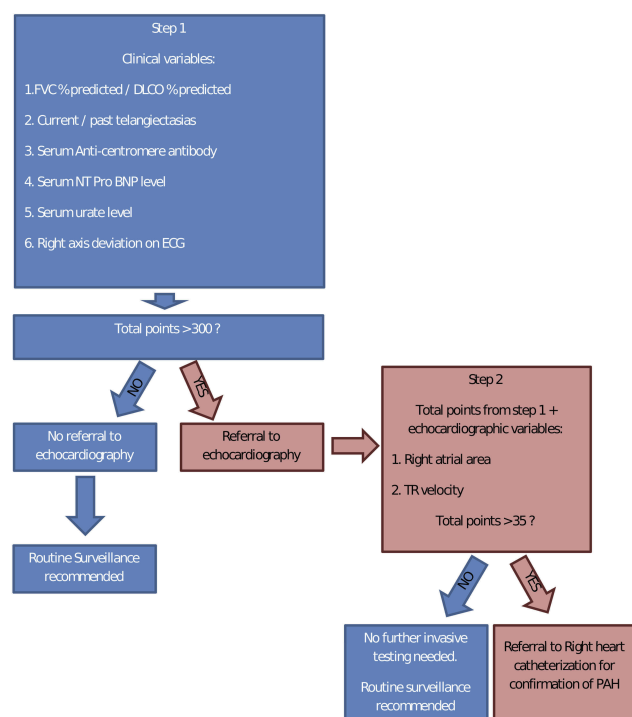 Step 1
Clinical variables:
1.FVC % predicted / DLCO % predicted
2. Current / past telangiectasias
3. Serum Anti-centromere antibody
4. Serum NT Pro BNP level
5. Serum urate level
6. Right axis deviation on ECG
Total points >300 ?
NO
YES
No referral to
echocardiography
Referral to
echocardiography
Routine Surveillance
recommended
Step 2
Total points from step 1 +
echocardiographic variables:
1. Right atrial area
2. TR velocity
Total points >35 ?
NO
YES
No further invasive
testing needed.
Routine surveillance
recommended
Referral to Right heart
catheterization for
confirmation of PAH